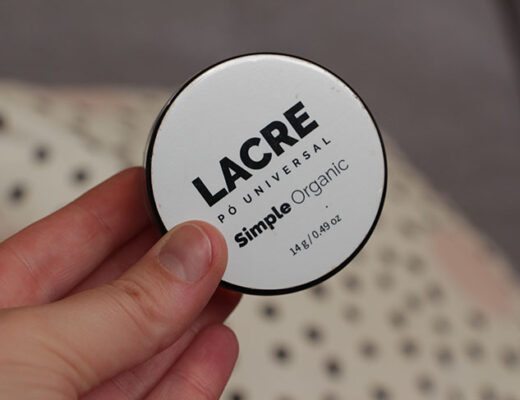 LACRE
PÓ UNIVERSAL
Simple Organic
14 g / 0.49 oz